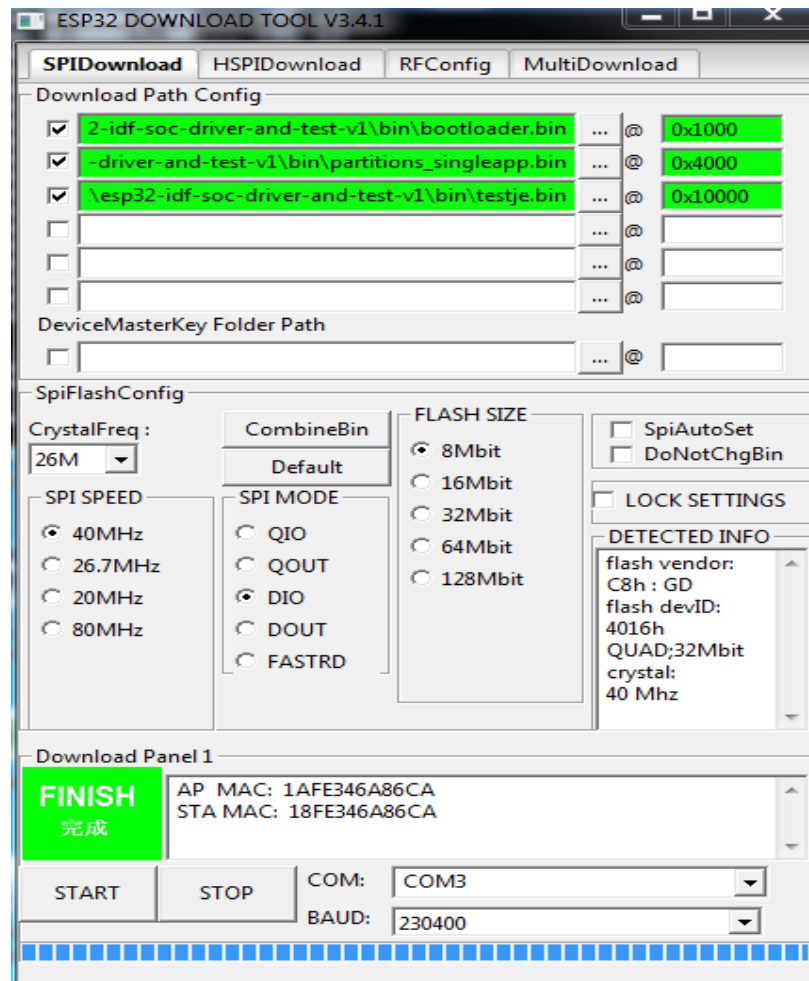 ESP32 DOWNLOAD TOOL V3.4.1
SPIDownload HSPIDownload RFConfig MultiDownload
Download Path Config
2-idf-soc-driver-and-test-v1\bin\bootloader.bin ... @ 0x1000
-driver-and-test-v1\bin\partitions_singleapp.bin ... @ 0x4000
\esp32-idf-soc-driver-and-test-v1\bin\testje.bin ... @ 0x10000
... @
... @
... @
DeviceMasterKey Folder Path
... @
SpiFlashConfig
CrystalFreq :
26M
CombineBin
Default
SPI SPEED
40MHz
26.7MHz
20MHz
80MHz
SPI MODE
QIO
QOUT
DIO
DOUT
FASTRD
FLASH SIZE
8Mbit
16Mbit
32Mbit
64Mbit
128Mbit
SpiAutoSet
DoNotChgBin
LOCK SETTINGS
DETECTED INFO
flash vendor:
C8h : GD
flash devID:
4016h
QUAD;32Mbit
crystal:
40 Mhz
Download Panel 1
FINISH
完成
AP MAC: 1AFE346A86CA
STA MAC: 18FE346A86CA
START STOP
COM: COM3
BAUD: 230400